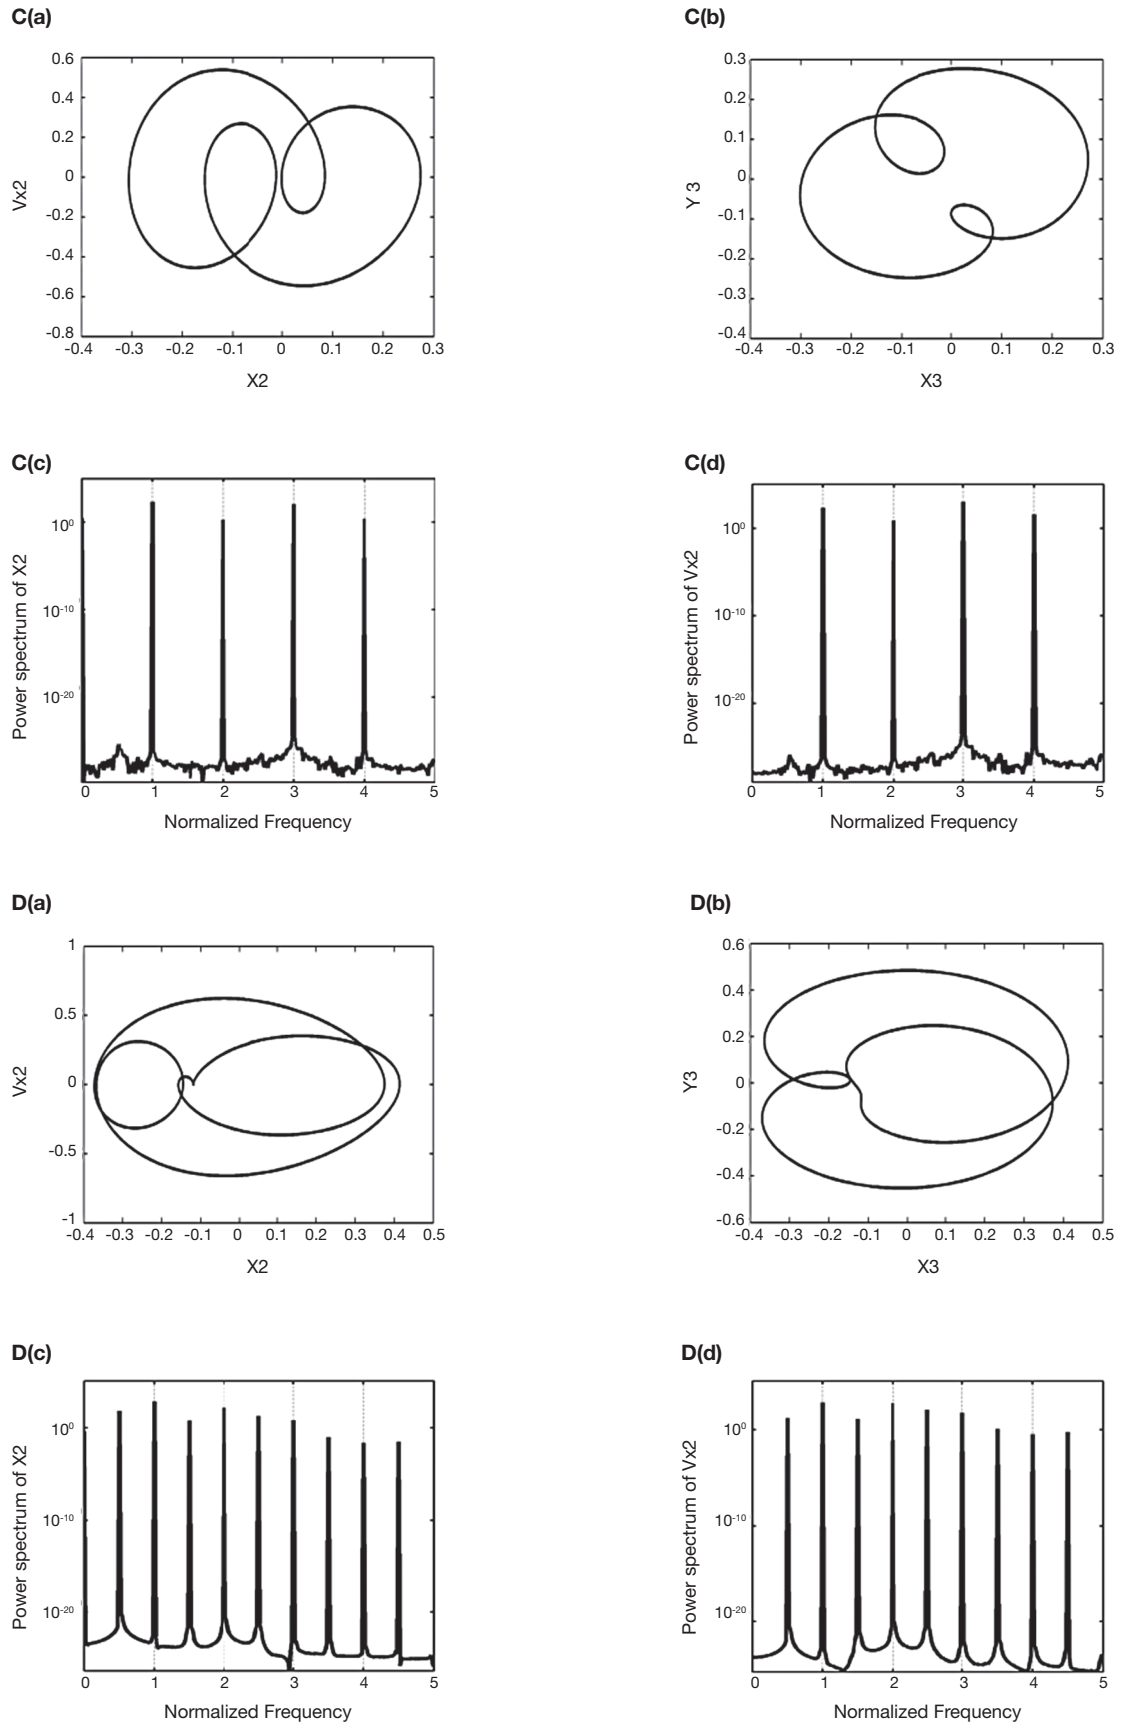 C(a)
0.6
0.4
0.2
0
-0.2
-0.4
-0.6
-0.8
Vx2
-0.4 -0.3 -0.2 -0.1 0 0.1 0.2 0.3
X2
C(b)
0.3
0.2
0.1
0
-0.1
-0.2
-0.3
-0.4
Y 3
-0.4 -0.3 -0.2 -0.1 0 0.1 0.2 0.3
X3
C(c)
10⁰
10⁻¹⁰
10⁻²⁰
Power spectrum of X2
0 1 2 3 4 5
Normalized Frequency
C(d)
10⁰
10⁻¹⁰
10⁻²⁰
Power spectrum of Vx2
0 1 2 3 4 5
Normalized Frequency
D(a)
1
0.5
0
-0.5
-1
Vx2
-0.4 -0.3 -0.2 -0.1 0 0.1 0.2 0.3 0.4 0.5
X2
D(b)
0.6
0.4
0.2
0
-0.2
-0.4
-0.6
Y3
-0.4 -0.3 -0.2 -0.1 0 0.1 0.2 0.3 0.4 0.5
X3
D(c)
10⁰
10⁻¹⁰
10⁻²⁰
Power spectrum of X2
0 1 2 3 4 5
Normalized Frequency
D(d)
10⁰
10⁻¹⁰
10⁻²⁰
Power spectrum of Vx2
0 1 2 3 4 5
Normalized Frequency